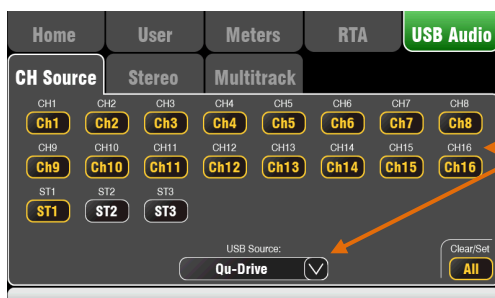 Home User Meters RTA USB Audio
CH Source Stereo Multitrack
CH1 CH2 CH3 CH4 CH5 CH6 CH7 CH8
Ch1 Ch2 Ch3 Ch4 Ch5 Ch6 Ch7 Ch8
CH9 CH10 CH11 CH12 CH13 CH14 CH15 CH16
Ch9 Ch10 Ch11 Ch12 Ch13 Ch14 Ch15 Ch16
ST1 ST2 ST3
ST1 ST2 ST3
USB Source: Clear/Set
Qu-Drive All